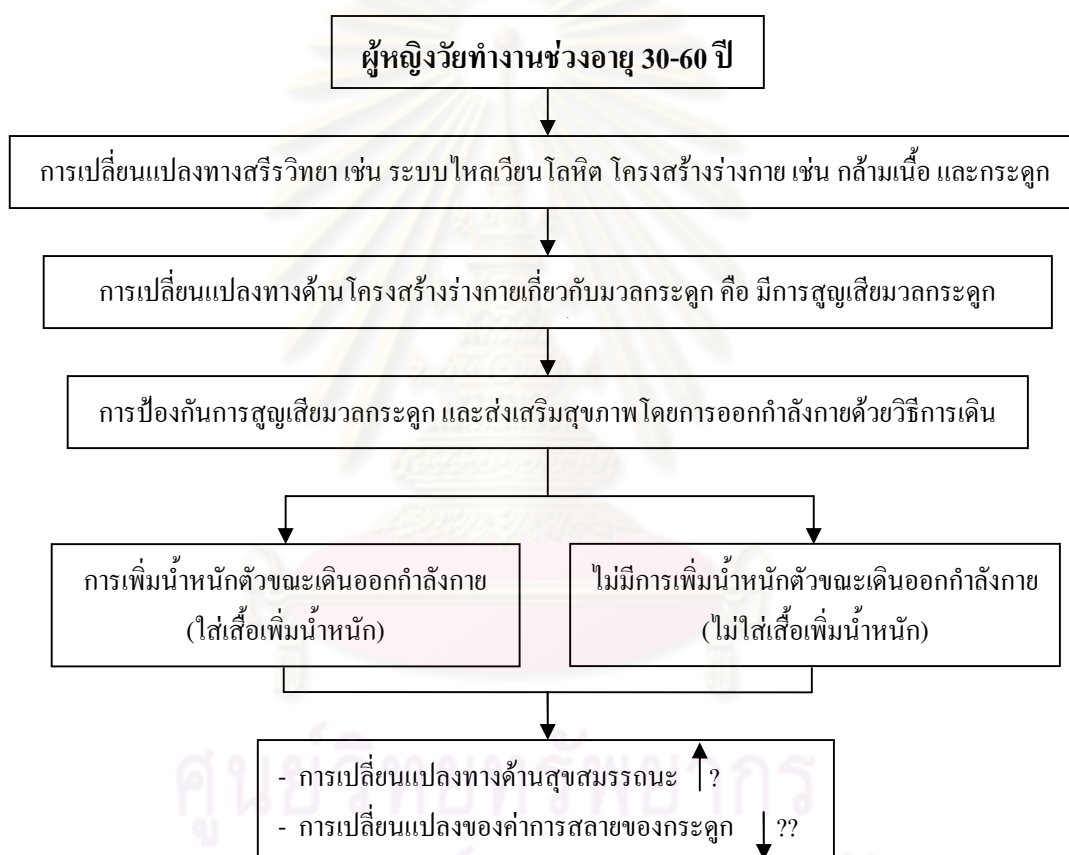 ผู้หญิงวัยทำงานช่วงอายุ 30-60 ปี
การเปลี่ยนแปลงทางสรีรวิทยา เช่น ระบบไหลเวียนโลหิต โครงสร้างร่างกาย เช่น กล้ามเนื้อ และกระดูก
การเปลี่ยนแปลงทางด้านโครงสร้างร่างกายเกี่ยวกับมวลกระดูก คือ มีการสูญเสียมวลกระดูก
การป้องกันการสูญเสียมวลกระดูก และส่งเสริมสุขภาพโดยการออกกำลังกายด้วยวิธีการเดิน
การเพิ่มน้ำหนักตัวขณะเดินออกกำลังกาย
(ใส่เสื้อเพิ่มน้ำหนัก)
ไม่มีการเพิ่มน้ำหนักตัวขณะเดินออกกำลังกาย
(ไม่ใส่เสื้อเพิ่มน้ำหนัก)
- การเปลี่ยนแปลงทางด้านสุขสมรรถนะ ?
- การเปลี่ยนแปลงของค่าการสลายของกระดูก ??
ศูนย์วิทยทรัพยากร